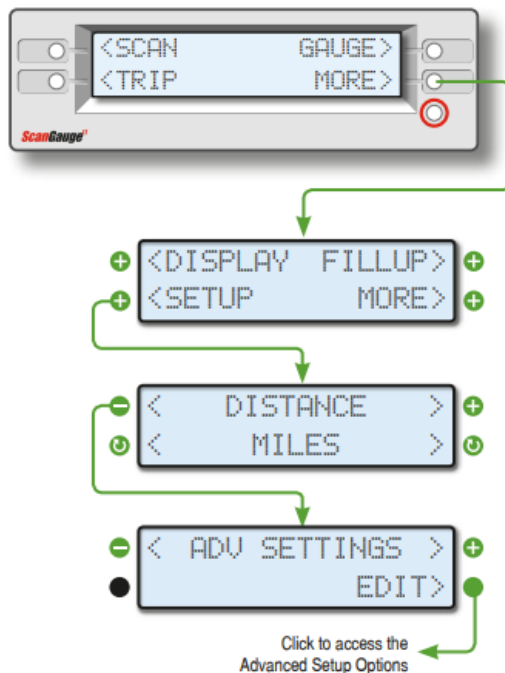 <SCAN GAUGE>
<TRIP MORE>
ScanGauge II
<DISPLAY FILLUP>
<SETUP MORE>
< DISTANCE >
< MILES >
< ADV SETTINGS >
EDIT>
Click to access the
Advanced Setup Options